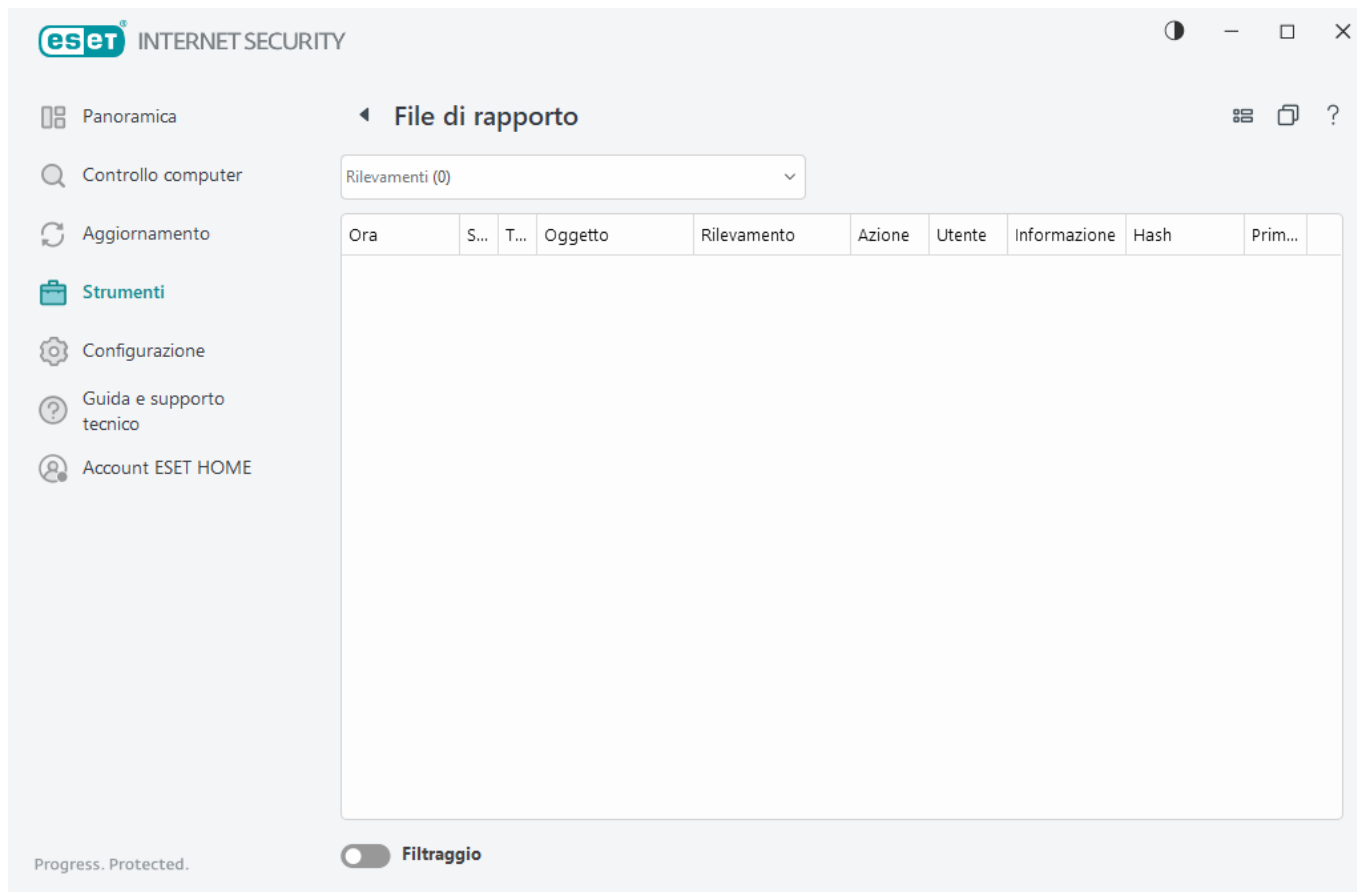 eset® INTERNET SECURITY
Panoramica
Controllo computer
Aggiornamento
Strumenti
Configurazione
Guida e supporto
tecnico
Account ESET HOME
Progress. Protected.
File di rapporto
?
Rilevamenti (0)
Ora S... T... Oggetto Rilevamento Azione Utente Informazione Hash Prim...
Filtraggio